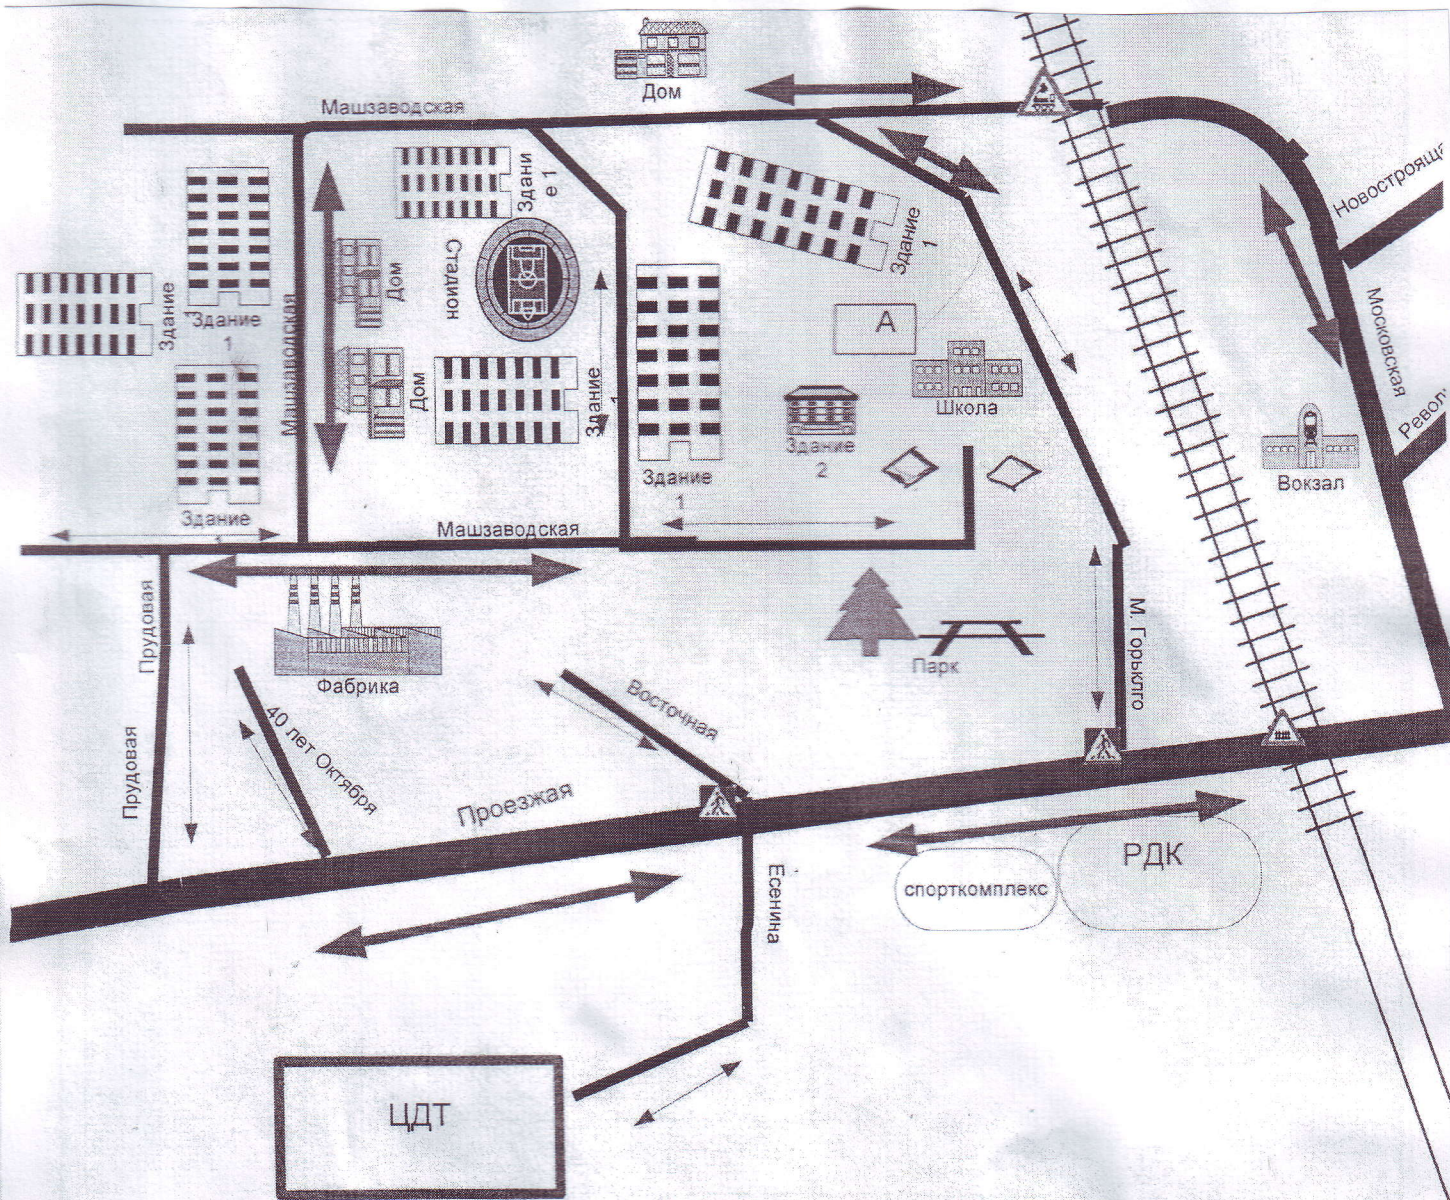 Дом
Машзаводская
Здани
е 1
Новостроящ
Здание
1
Стадион
Дом
Здание
Здание
1
Машзаводская
А
Московская
Дом
Здание
1
Школа
Револ
Здание
2
Здание
1
Вокзал
Здание
1
Машзаводская
Прудовая
М. Горьклго
Парк
Фабрика
Восточная
40 лет Октября
Прудовая
Проезжая
РДК
спорткомплекс
Есенина
ЦДТ